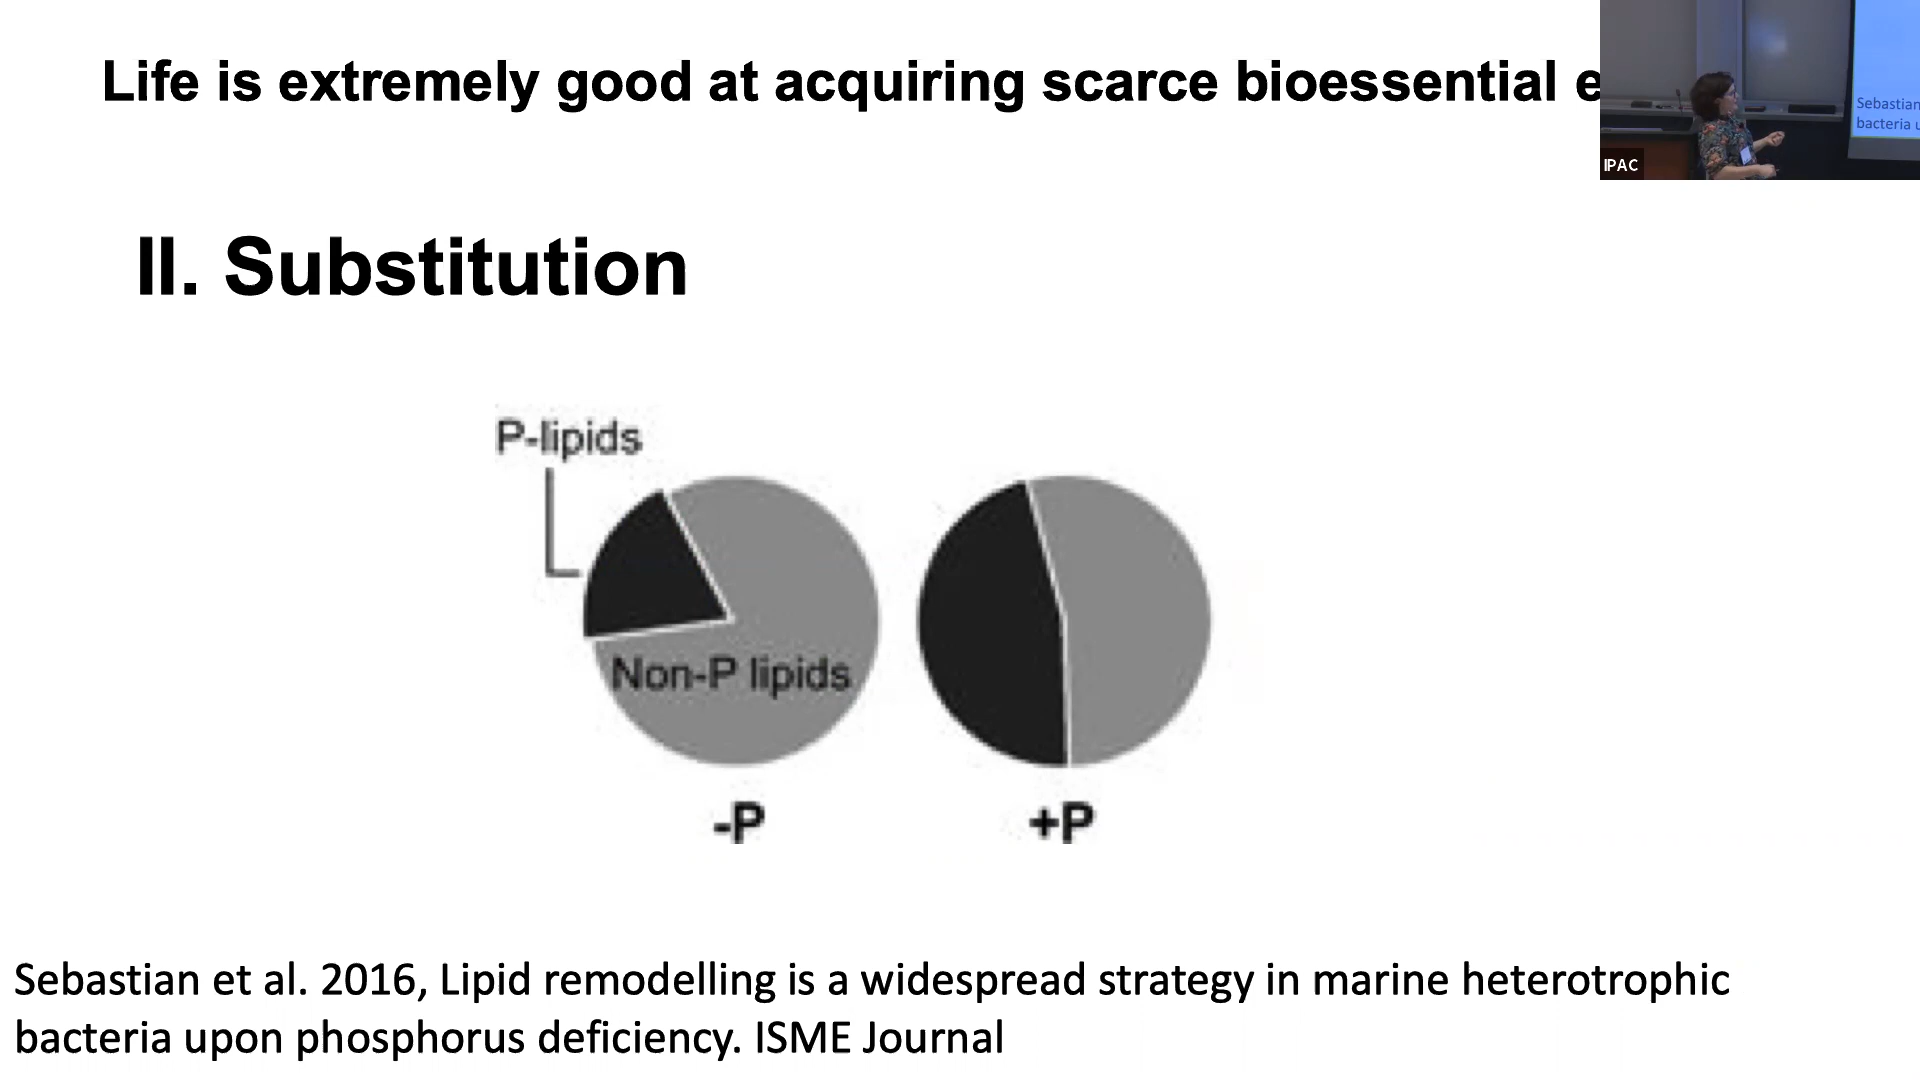 Life is extremely good at acquiring scarce bioessential e
IPAC
Sebastian
bacteria u
II. Substitution
P-lipids
Non-P lipids
-P
+P
Sebastian et al. 2016, Lipid remodelling is a widespread strategy in marine heterotrophic
bacteria upon phosphorus deficiency. ISME Journal